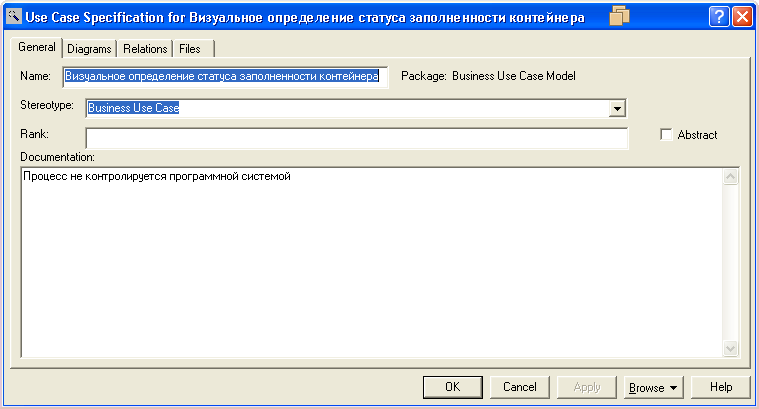 Use Case Specification for Визуальное определение статуса заполненности контейнера
General Diagrams Relations Files
Name: Визуальное определение статуса заполненности контейнера Package: Business Use Case Model
Stereotype: Business Use Case
Rank: Abstract
Documentation:
Процесс не контролируется программной системой
OK Cancel Apply Browse Help